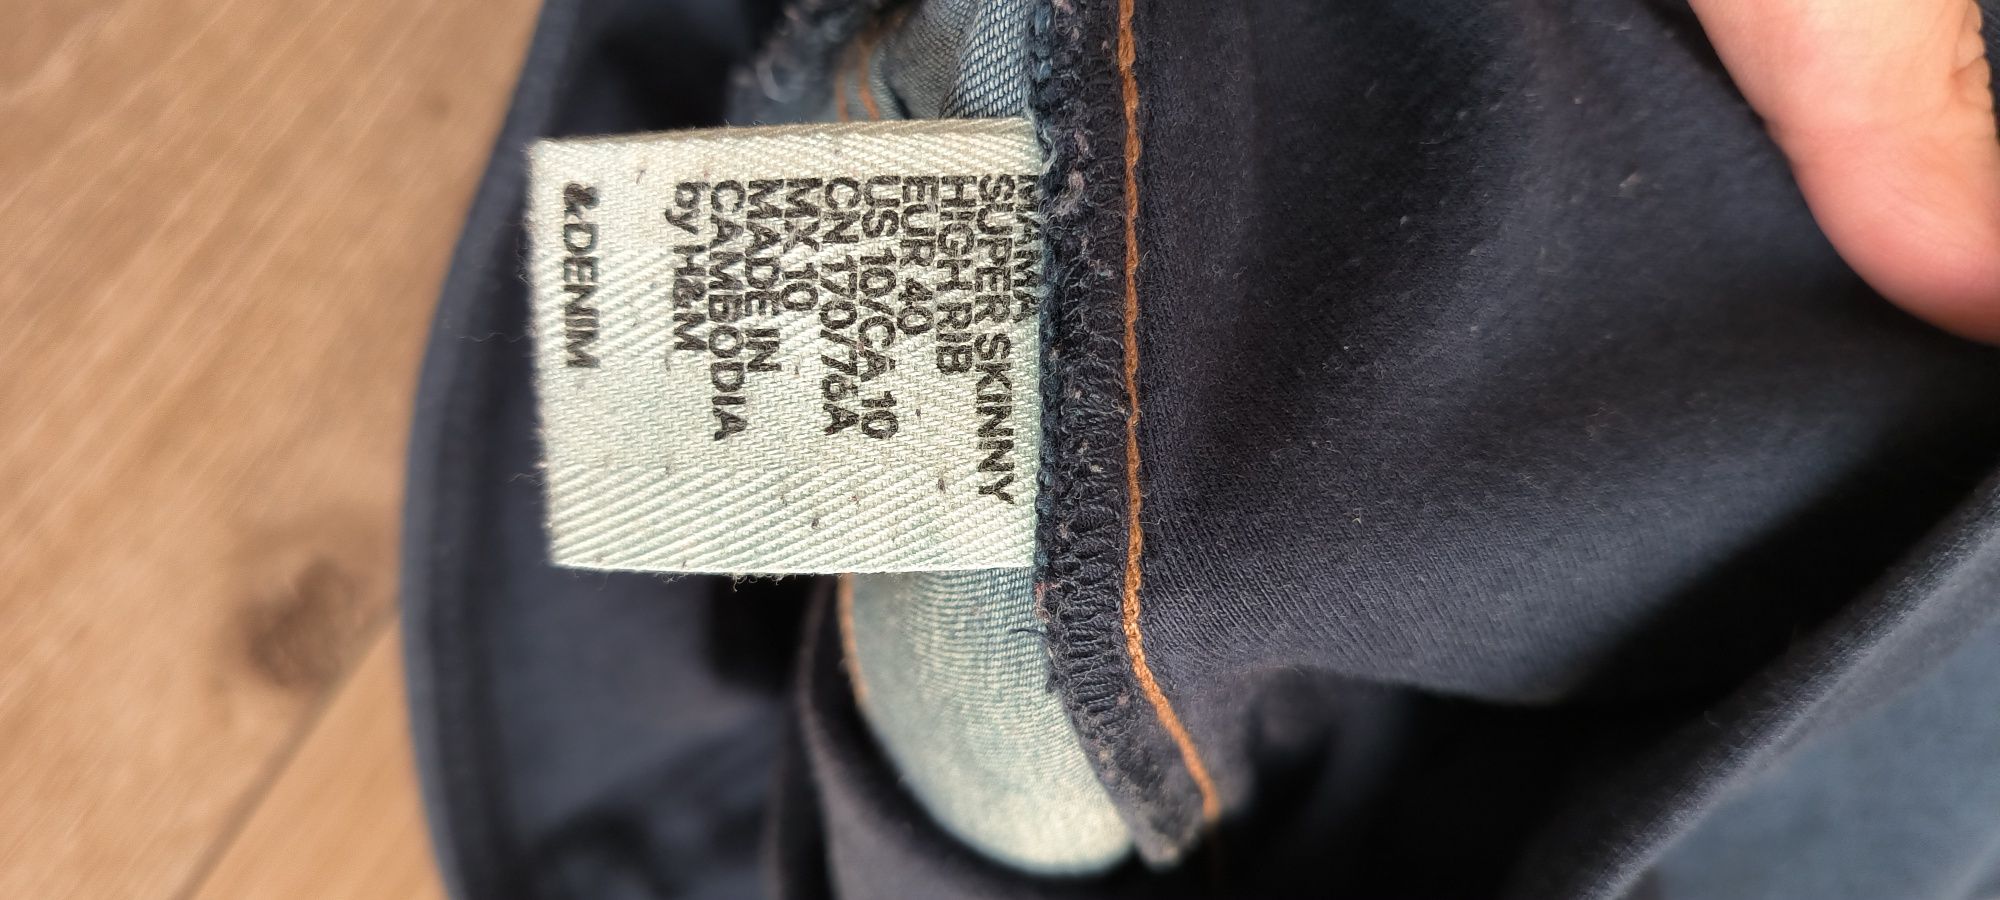 MAMA
SUPER SKINNY
HIGH RIB
EUR 40
US 10/CA 10
CN 170/76A
MX 10
MADE IN
CAMBODIA
by H&M
&DENIM